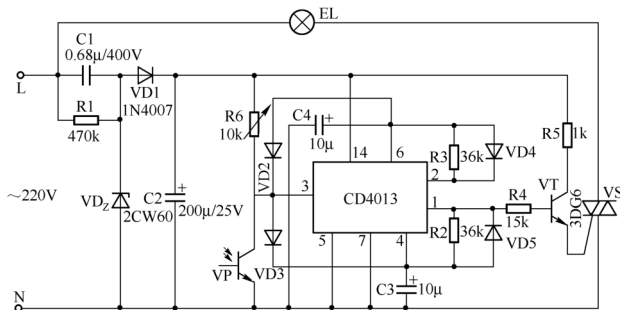 EL
C1
0.68μ/400V
L
VD1
1N4007
R1
470k
R6
10k
C4
+
10μ
14
6
R3
36k
VD4
R5
1k
VD2
2
~220V
VDZ
2CW60
C2
+
200μ/25V
3
CD4013
1
R4
15k
VT
3DG6
VS
R2
36k
VD5
5
7
4
VP
VD3
C3
+
10μ
N